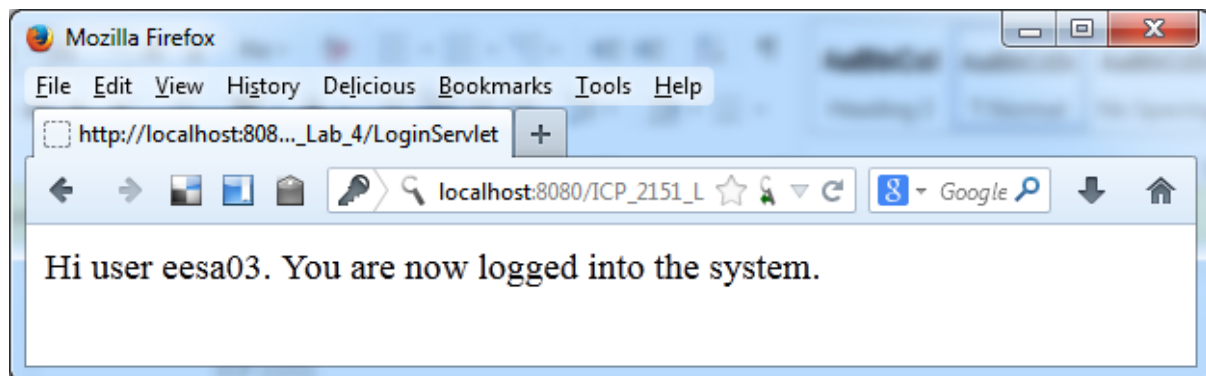 Mozilla Firefox
File Edit View History Delicious Bookmarks Tools Help
http://localhost:808..._Lab_4/LoginServlet +
localhost:8080/ICP_2151_L 8 Google
Hi user eesa03. You are now logged into the system.